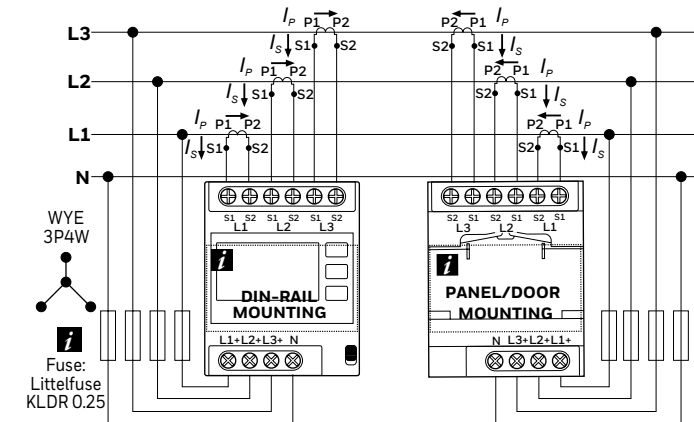 L3
I_P P1 P2
I_S S1 S2
P2 P1 I_P
S2 S1 I_S
L2
I_P P1 P2
I_S S1 S2
P2 P1 I_P
S2 S1 I_S
L1
I_P P1 P2
I_S S1 S2
P2 P1 I_P
S2 S1 I_S
N
WYE
3P4W
i
Fuse:
Littelfuse
KLDR 0.25
S1 S2 S1 S2 S1 S2
L1 L2 L3
i
DIN-RAIL
MOUNTING
L1+ L2+ L3+ N
S2 S1 S2 S1 S2 S1
L3 L2 L1
i
PANEL/DOOR
MOUNTING
N L3+ L2+ L1+